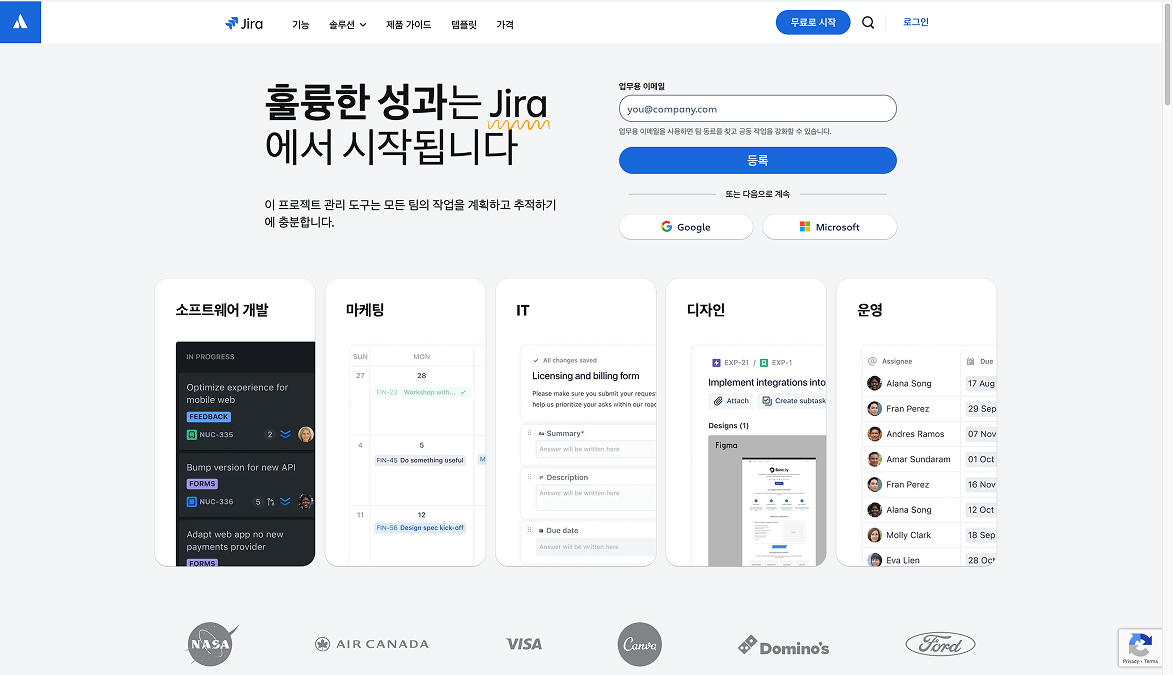 Jira
기능
솔루션
제품 가이드
템플릿
가격
무료로 시작
로그인
훌륭한 성과는 Jira
에서 시작됩니다
이 프로젝트 관리 도구는 모든 팀의 작업을 계획하고 추적하기
에 충분합니다.
업무용 이메일
you@company.com
업무용 이메일을 사용하면 팀 동료를 찾고 공동 작업을 강화할 수 있습니다.
등록
또는 다음으로 계속
Google
Microsoft
소프트웨어 개발
IN PROGRESS
Optimize experience for
mobile web
FEEDBACK
NUC-335
2
Bump version for new API
FORMS
NUC-336
5
Adapt web app no new
payments provider
FORMS
마케팅
SUN
MON
27
28
FIN-23 Workshop with...
4
5
FIN-45 Do something useful
M
11
12
FIN-56 Design spec kick-off
IT
All changes saved
Licensing and billing form
Please make sure you submit your request
help us prioritize your asks within our road
Aa Summary*
Answer will be written here
Description
Answer will be written here
Due date
Answer will be written here
디자인
EXP-21 / EXP-1
Implement integrations into
Attach
Create subtask
Designs (1)
Figma
운영
Assignee
Due
Alana Song
17 Aug
Fran Perez
29 Sep
Andres Ramos
07 Nov
Amar Sundaram
01 Oct
Fran Perez
16 Nov
Alana Song
12 Oct
Molly Clark
18 Sep
Eva Lien
28 Oct
NASA
AIR CANADA
VISA
Canva
Domino's
Ford
Privacy - Terms